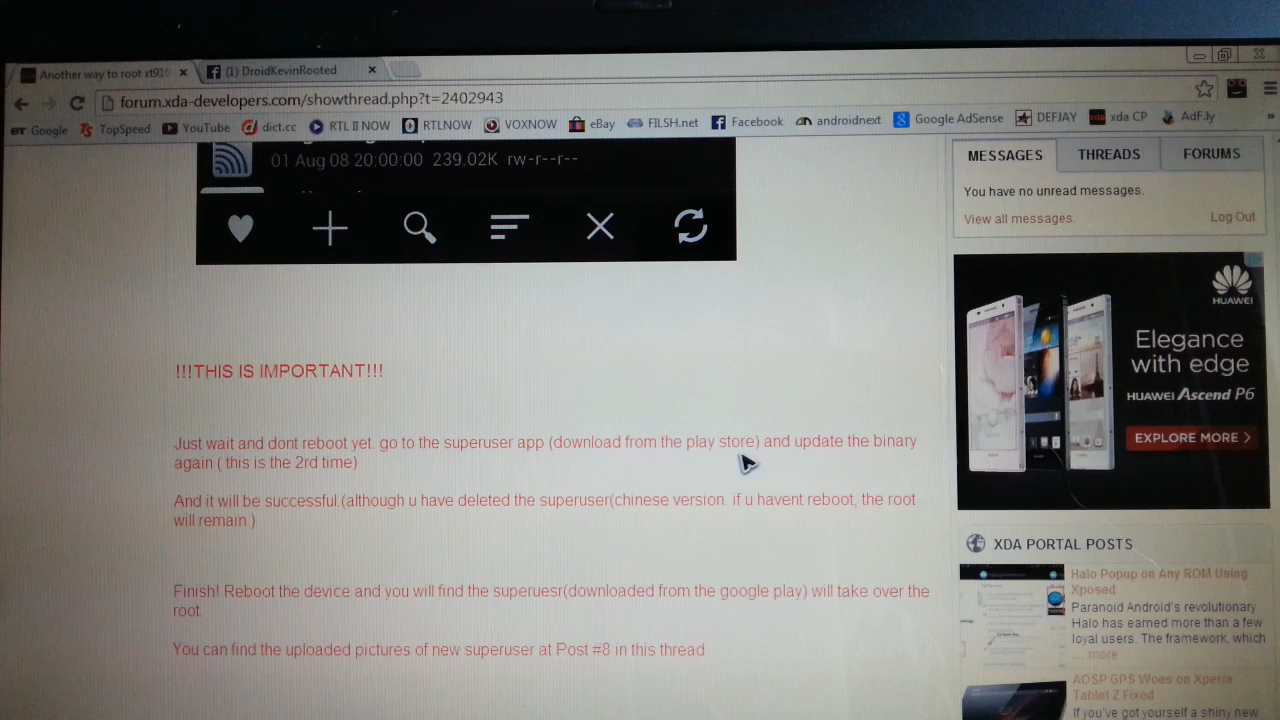 Another way to root xt916
(1) DroidKevinRooted
forum.xda-developers.com/showthread.php?t=2402943
Google TopSpeed YouTube dict.cc RTL II NOW RTLNOW VOXNOW eBay FILSH.net Facebook androidnext Google AdSense DEFJAY xda CP AdF.ly »
01 Aug 08 20:00:00 239.02K rw-r--r--
!!!THIS IS IMPORTANT!!!
Just wait and dont reboot yet. go to the superuser app (download from the play store) and update the binary
again ( this is the 2rd time)
And it will be successful.(although u have deleted the superuser(chinese version. if u havent reboot, the root
will remain.)
Finish! Reboot the device and you will find the superuesr(downloaded from the google play) will take over the
root.
You can find the uploaded pictures of new superuser at Post #8 in this thread
MESSAGES THREADS FORUMS
You have no unread messages.
View all messages. Log Out
HUAWEI
Elegance
with edge
HUAWEI Ascend P6
EXPLORE MORE >
XDA PORTAL POSTS
Halo Popup on Any ROM Using
Xposed
Paranoid Android's revolutionary
Halo has earned more than a few
loyal users. The framework, which
... more
AOSP GPS Woes on Xperia
Tablet Z Fixed
If you've got yourself a shiny new